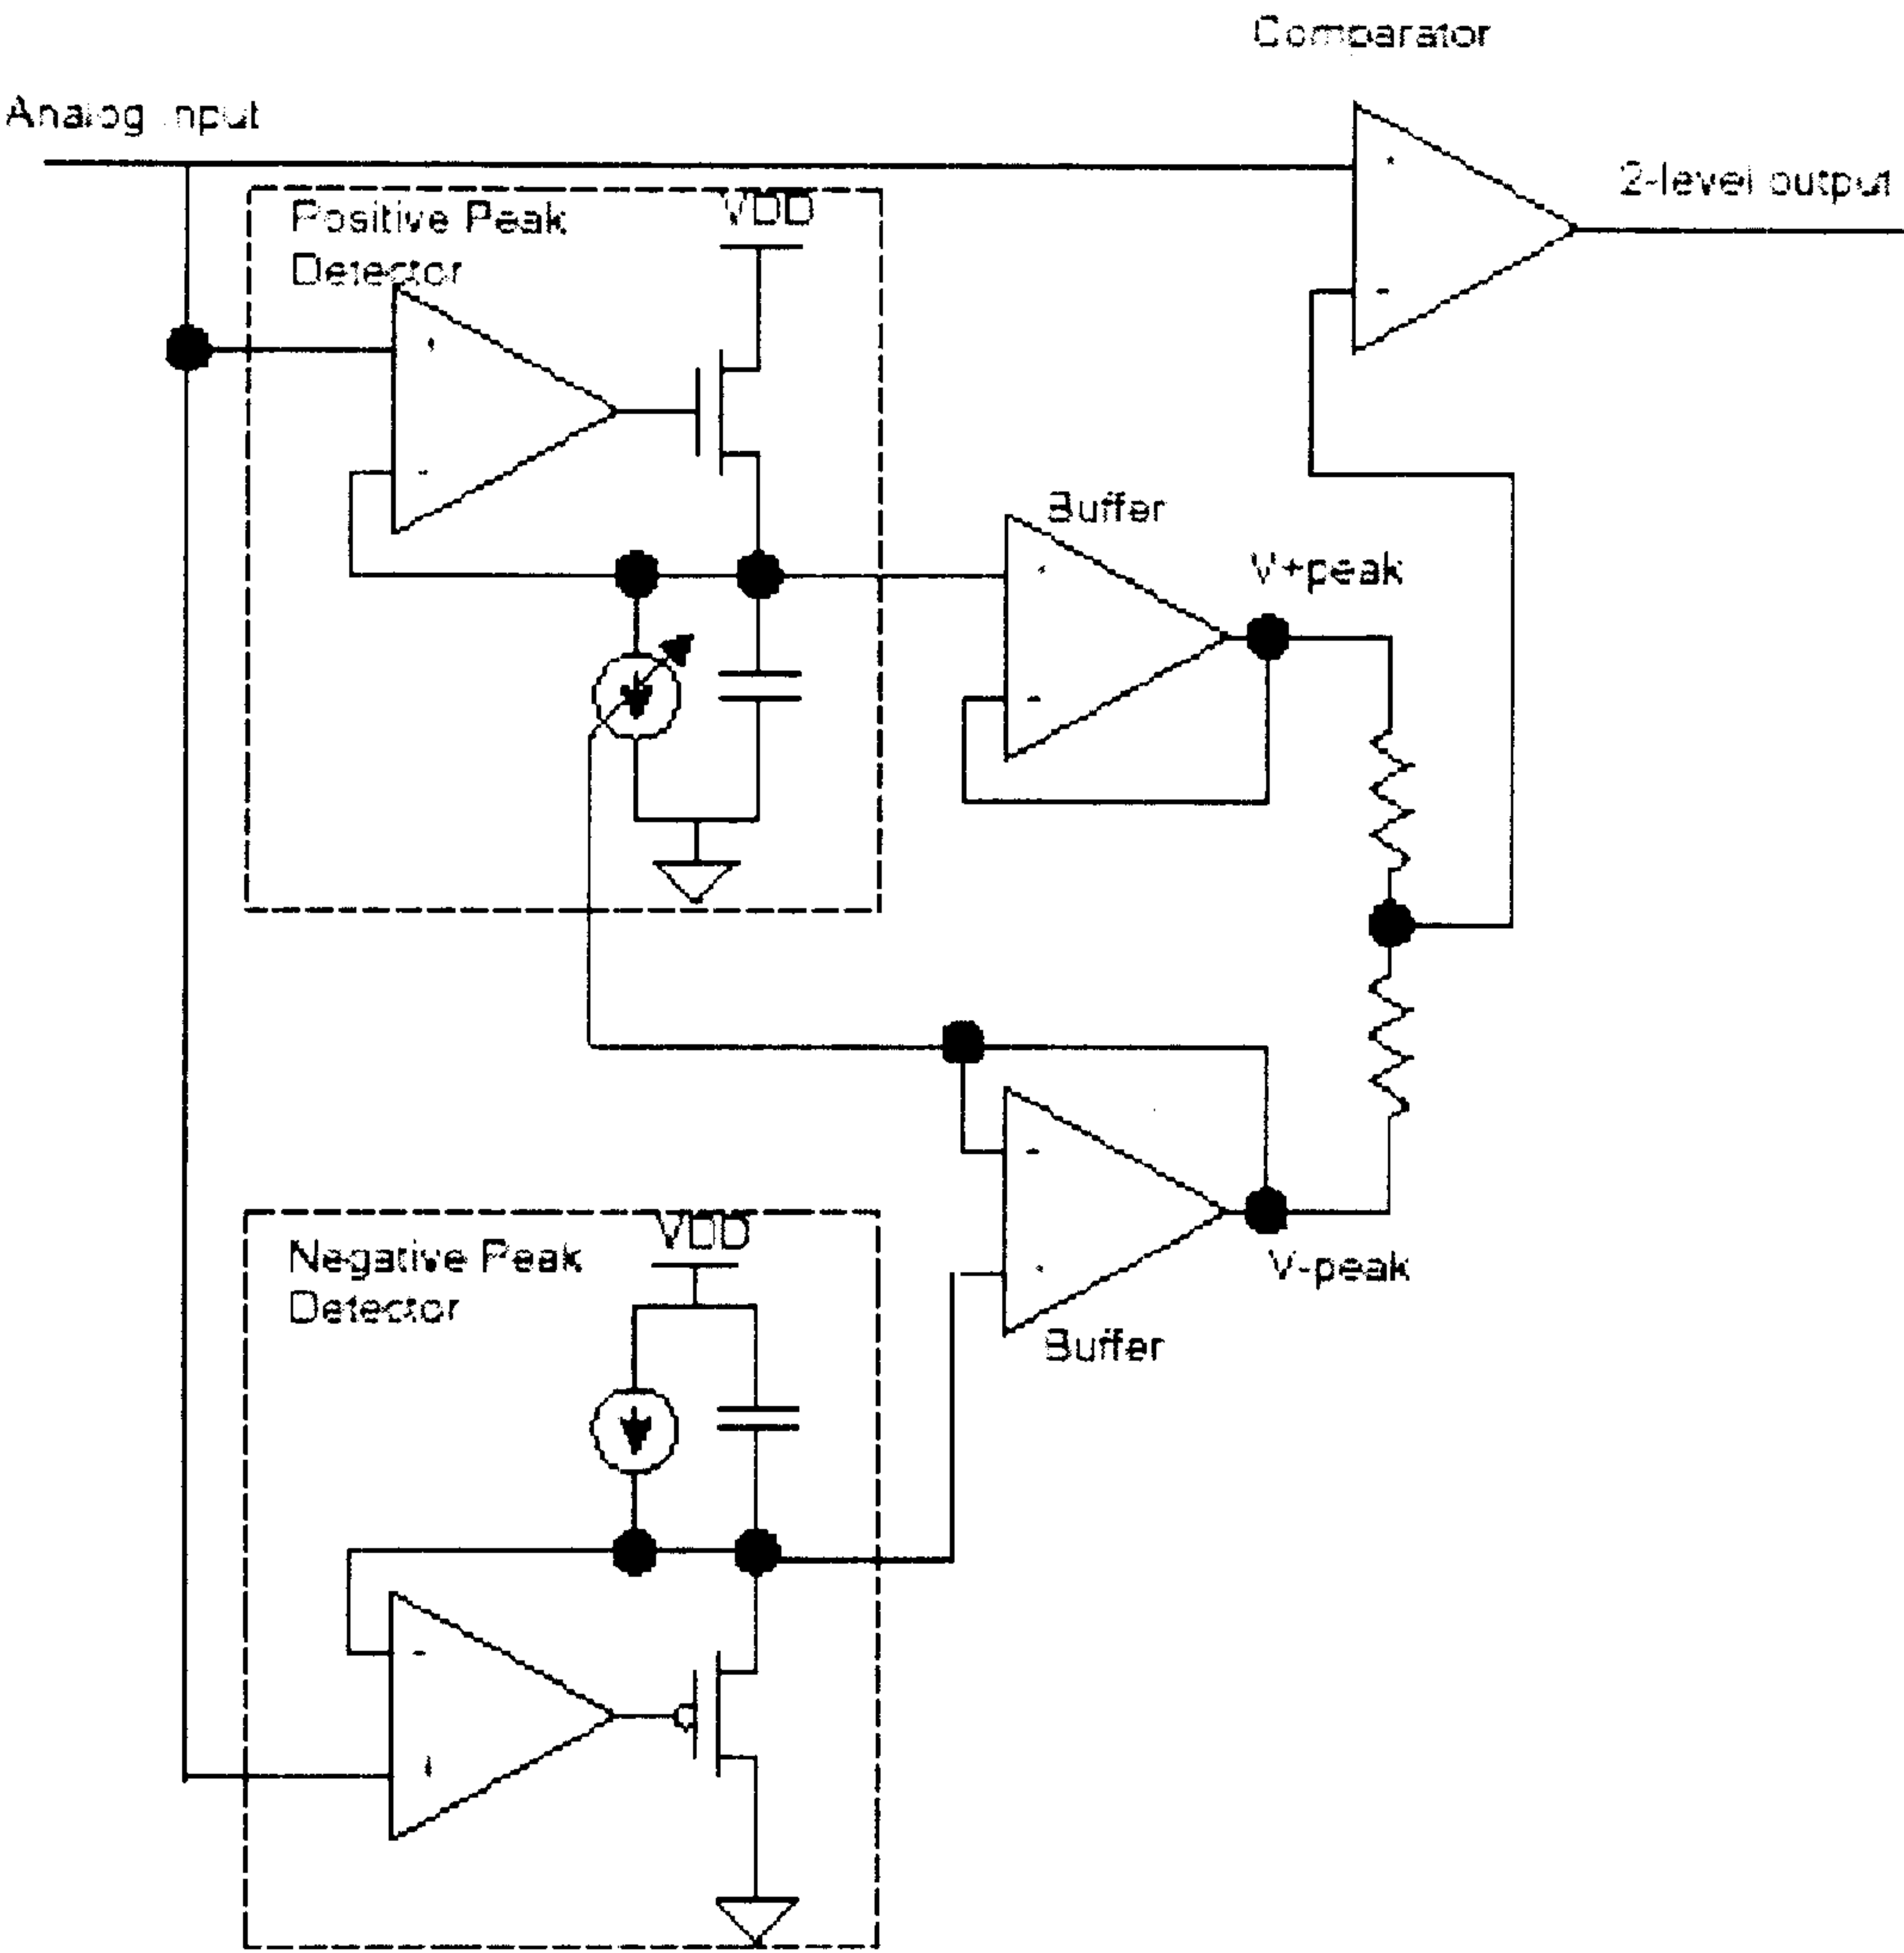 Comparator
Analog input
2-level output
Positive Peak
Detector
VDD
+
-
+
-
Buffer
V+peak
+
-
-
+
Buffer
V-peak
Negative Peak
Detector
VDD
-
+